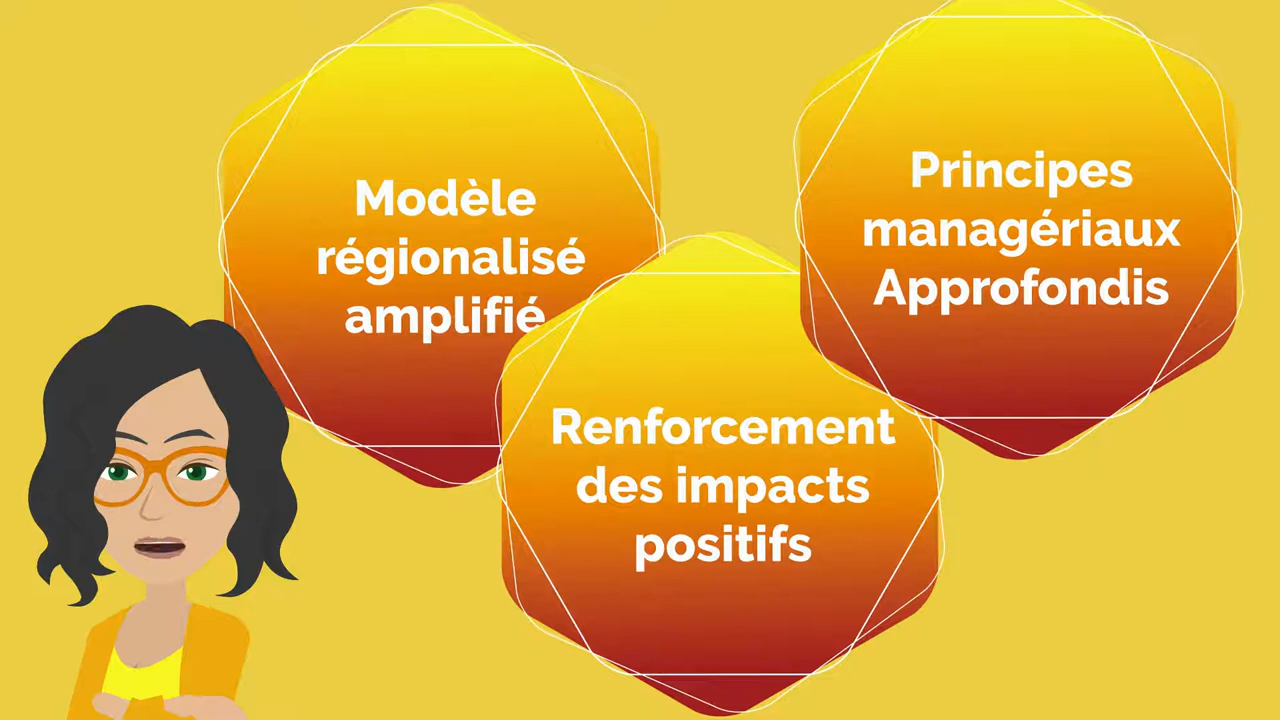 Modèle
régionalisé
amplifié
Renforcement
des impacts
positifs
Principes
managériaux
Approfondis